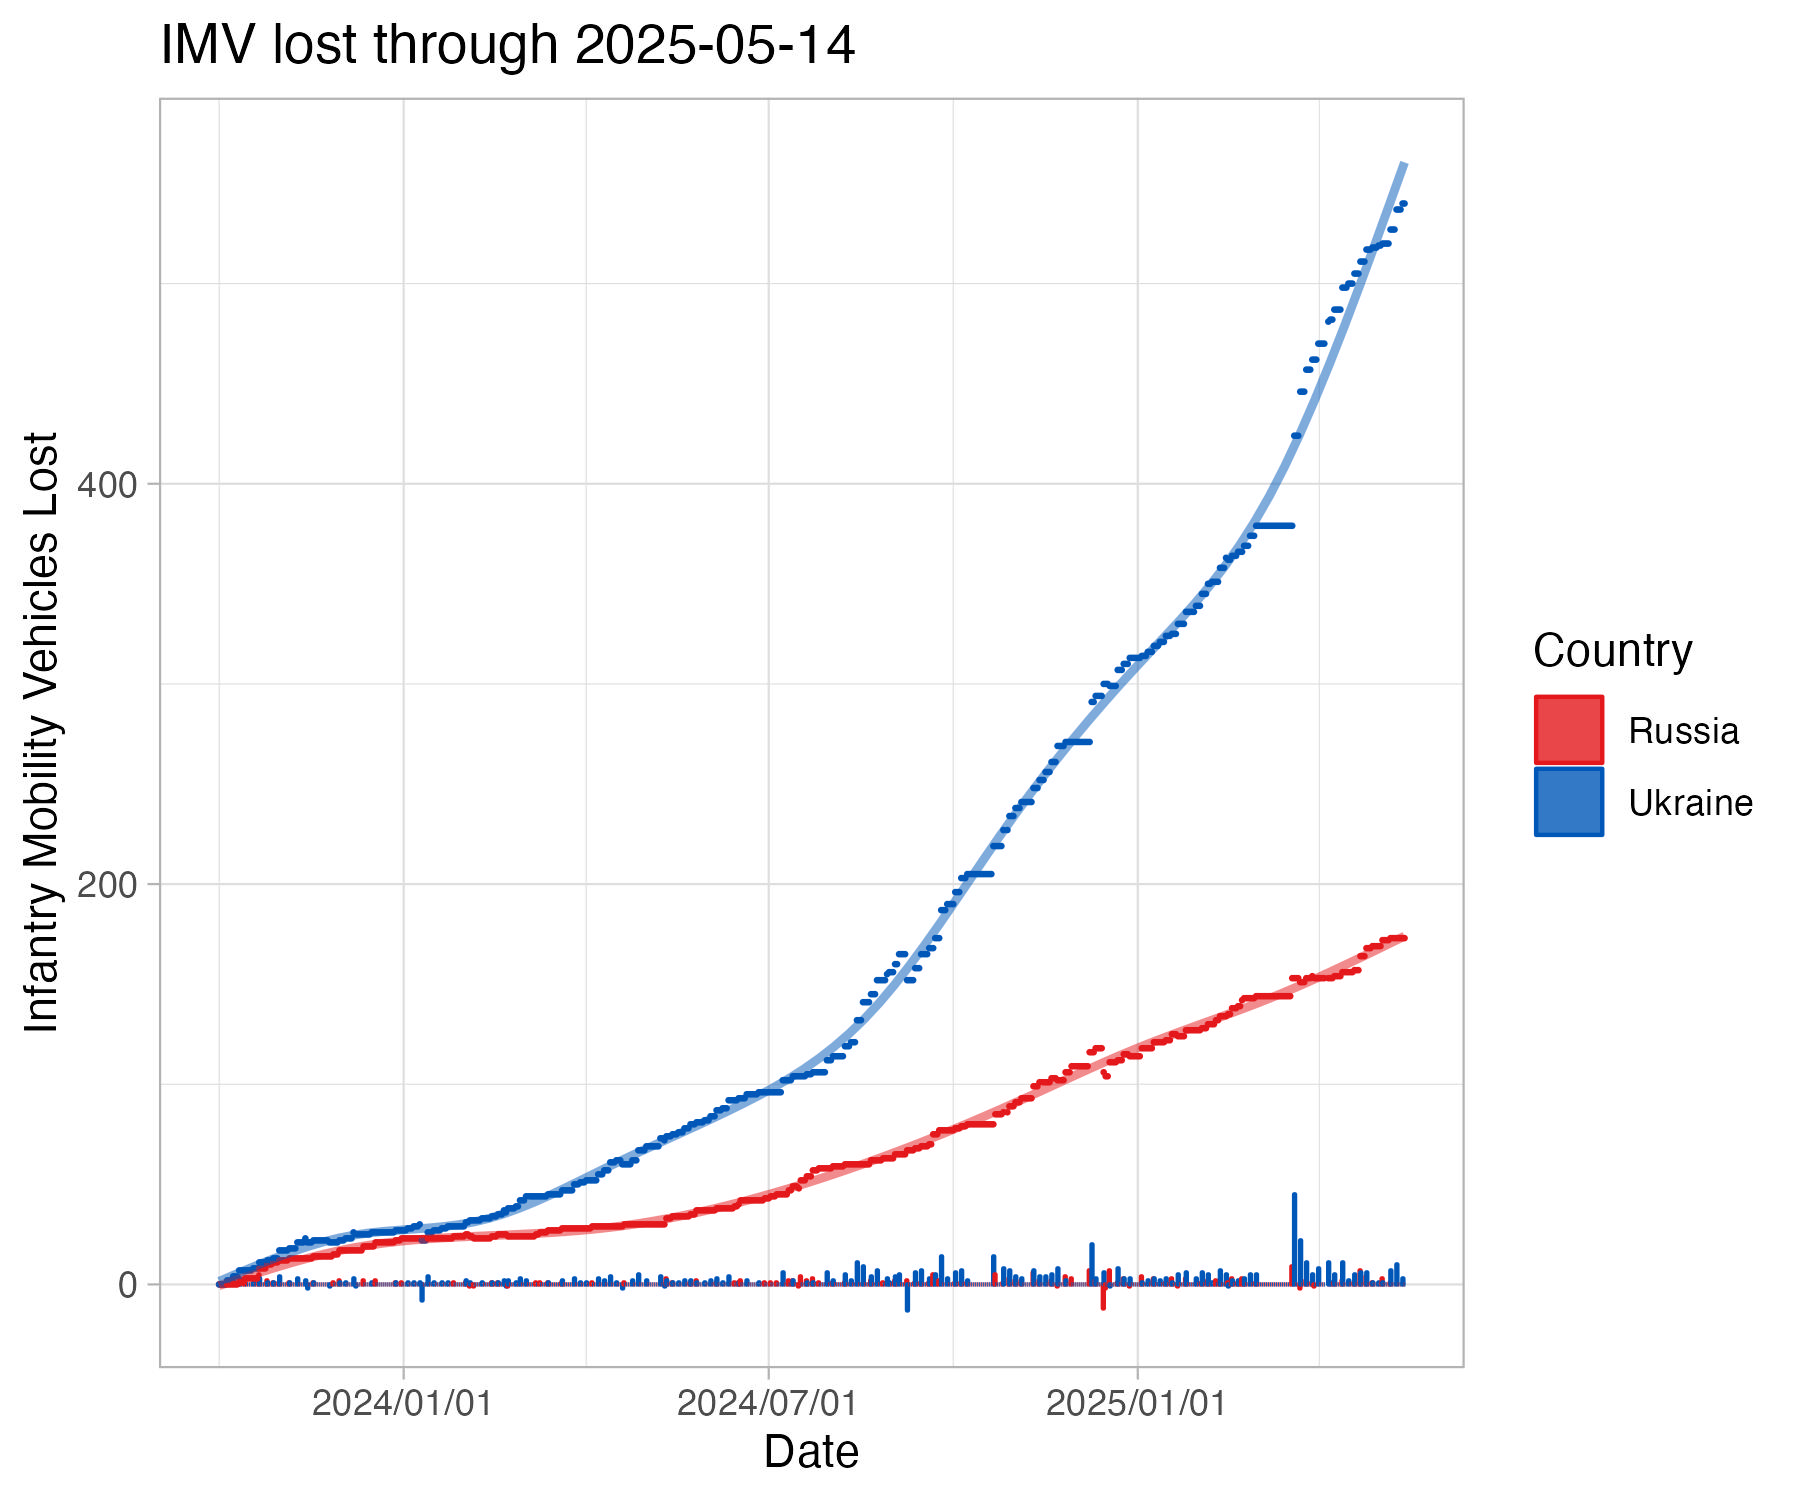 IMV lost through 2025-05-14
Infantry Mobility Vehicles Lost
400
200
0
2024/01/01
2024/07/01
2025/01/01
Date
Country
Russia
Ukraine